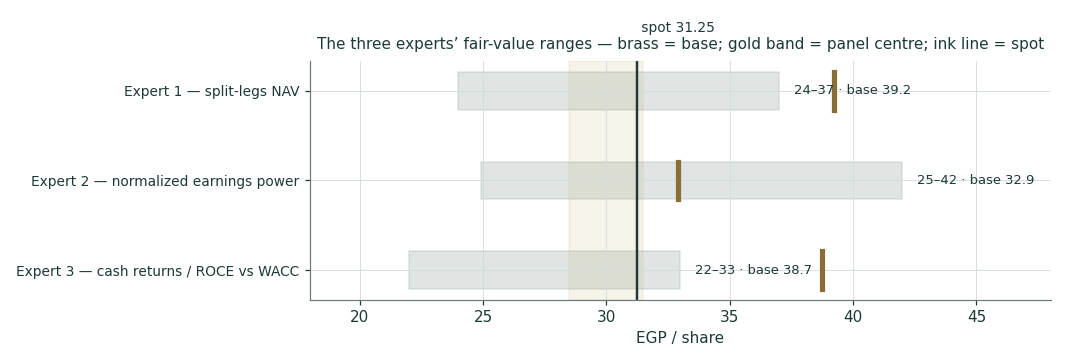 spot 31.25
The three experts’ fair-value ranges — brass = base; gold band = panel centre; ink line = spot
Expert 1 — split-legs NAV
24–37 · base 39.2
Expert 2 — normalized earnings power
25–42 · base 32.9
Expert 3 — cash returns / ROCE vs WACC
22–33 · base 38.7
20 25 30 35 40 45
EGP / share